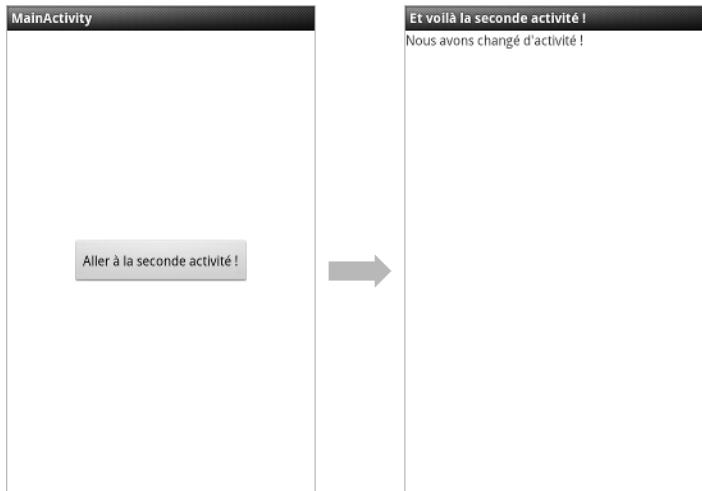 MainActivity
Aller à la seconde activité !
Et voilà la seconde activité !
Nous avons changé d'activité !